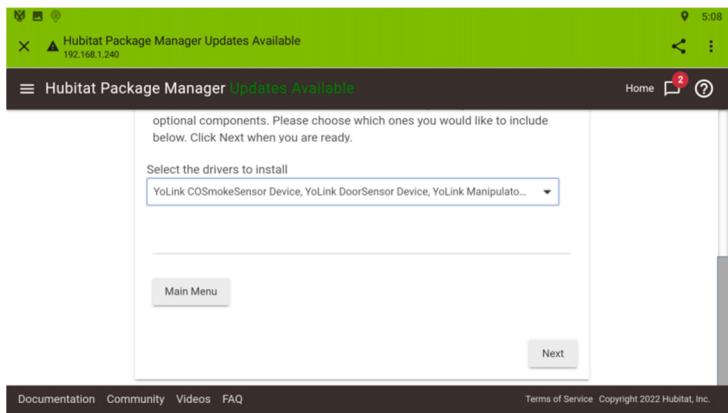 5:08
Hubitat Package Manager Updates Available
192.168.1.240
Hubitat Package Manager Updates Available
Home
2
optional components. Please choose which ones you would like to include
below. Click Next when you are ready.
Select the drivers to install
YoLink COSmokeSensor Device, YoLink DoorSensor Device, YoLink Manipulato...
Main Menu
Next
Documentation Community Videos FAQ
Terms of Service Copyright 2022 Hubitat, Inc.